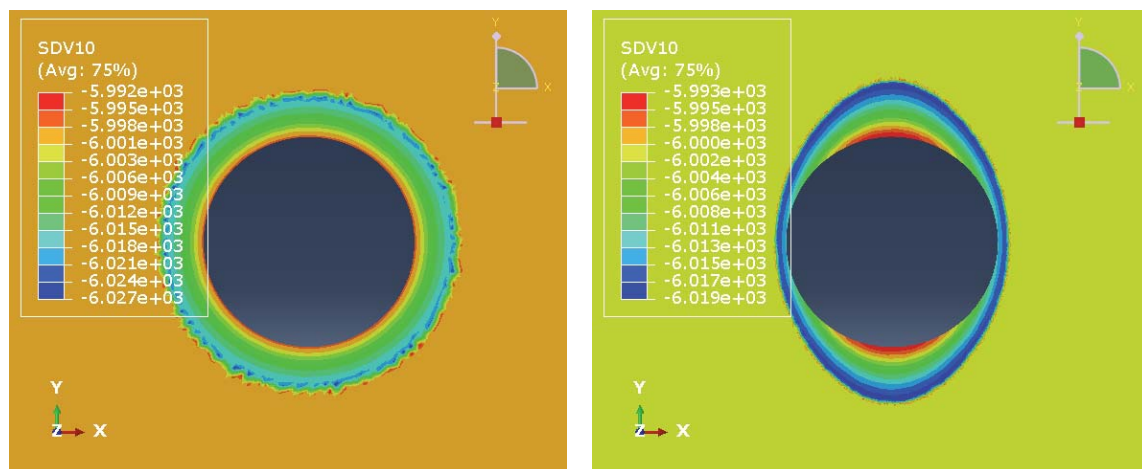 SDV10
(Avg: 75%)
-5.992e+03
-5.995e+03
-5.998e+03
-6.001e+03
-6.003e+03
-6.006e+03
-6.009e+03
-6.012e+03
-6.015e+03
-6.018e+03
-6.021e+03
-6.024e+03
-6.027e+03
Y
X
Z
Y
Z
X
SDV10
(Avg: 75%)
-5.993e+03
-5.995e+03
-5.998e+03
-6.000e+03
-6.002e+03
-6.004e+03
-6.006e+03
-6.008e+03
-6.011e+03
-6.013e+03
-6.015e+03
-6.017e+03
-6.019e+03
Y
X
Z
Y
Z
X